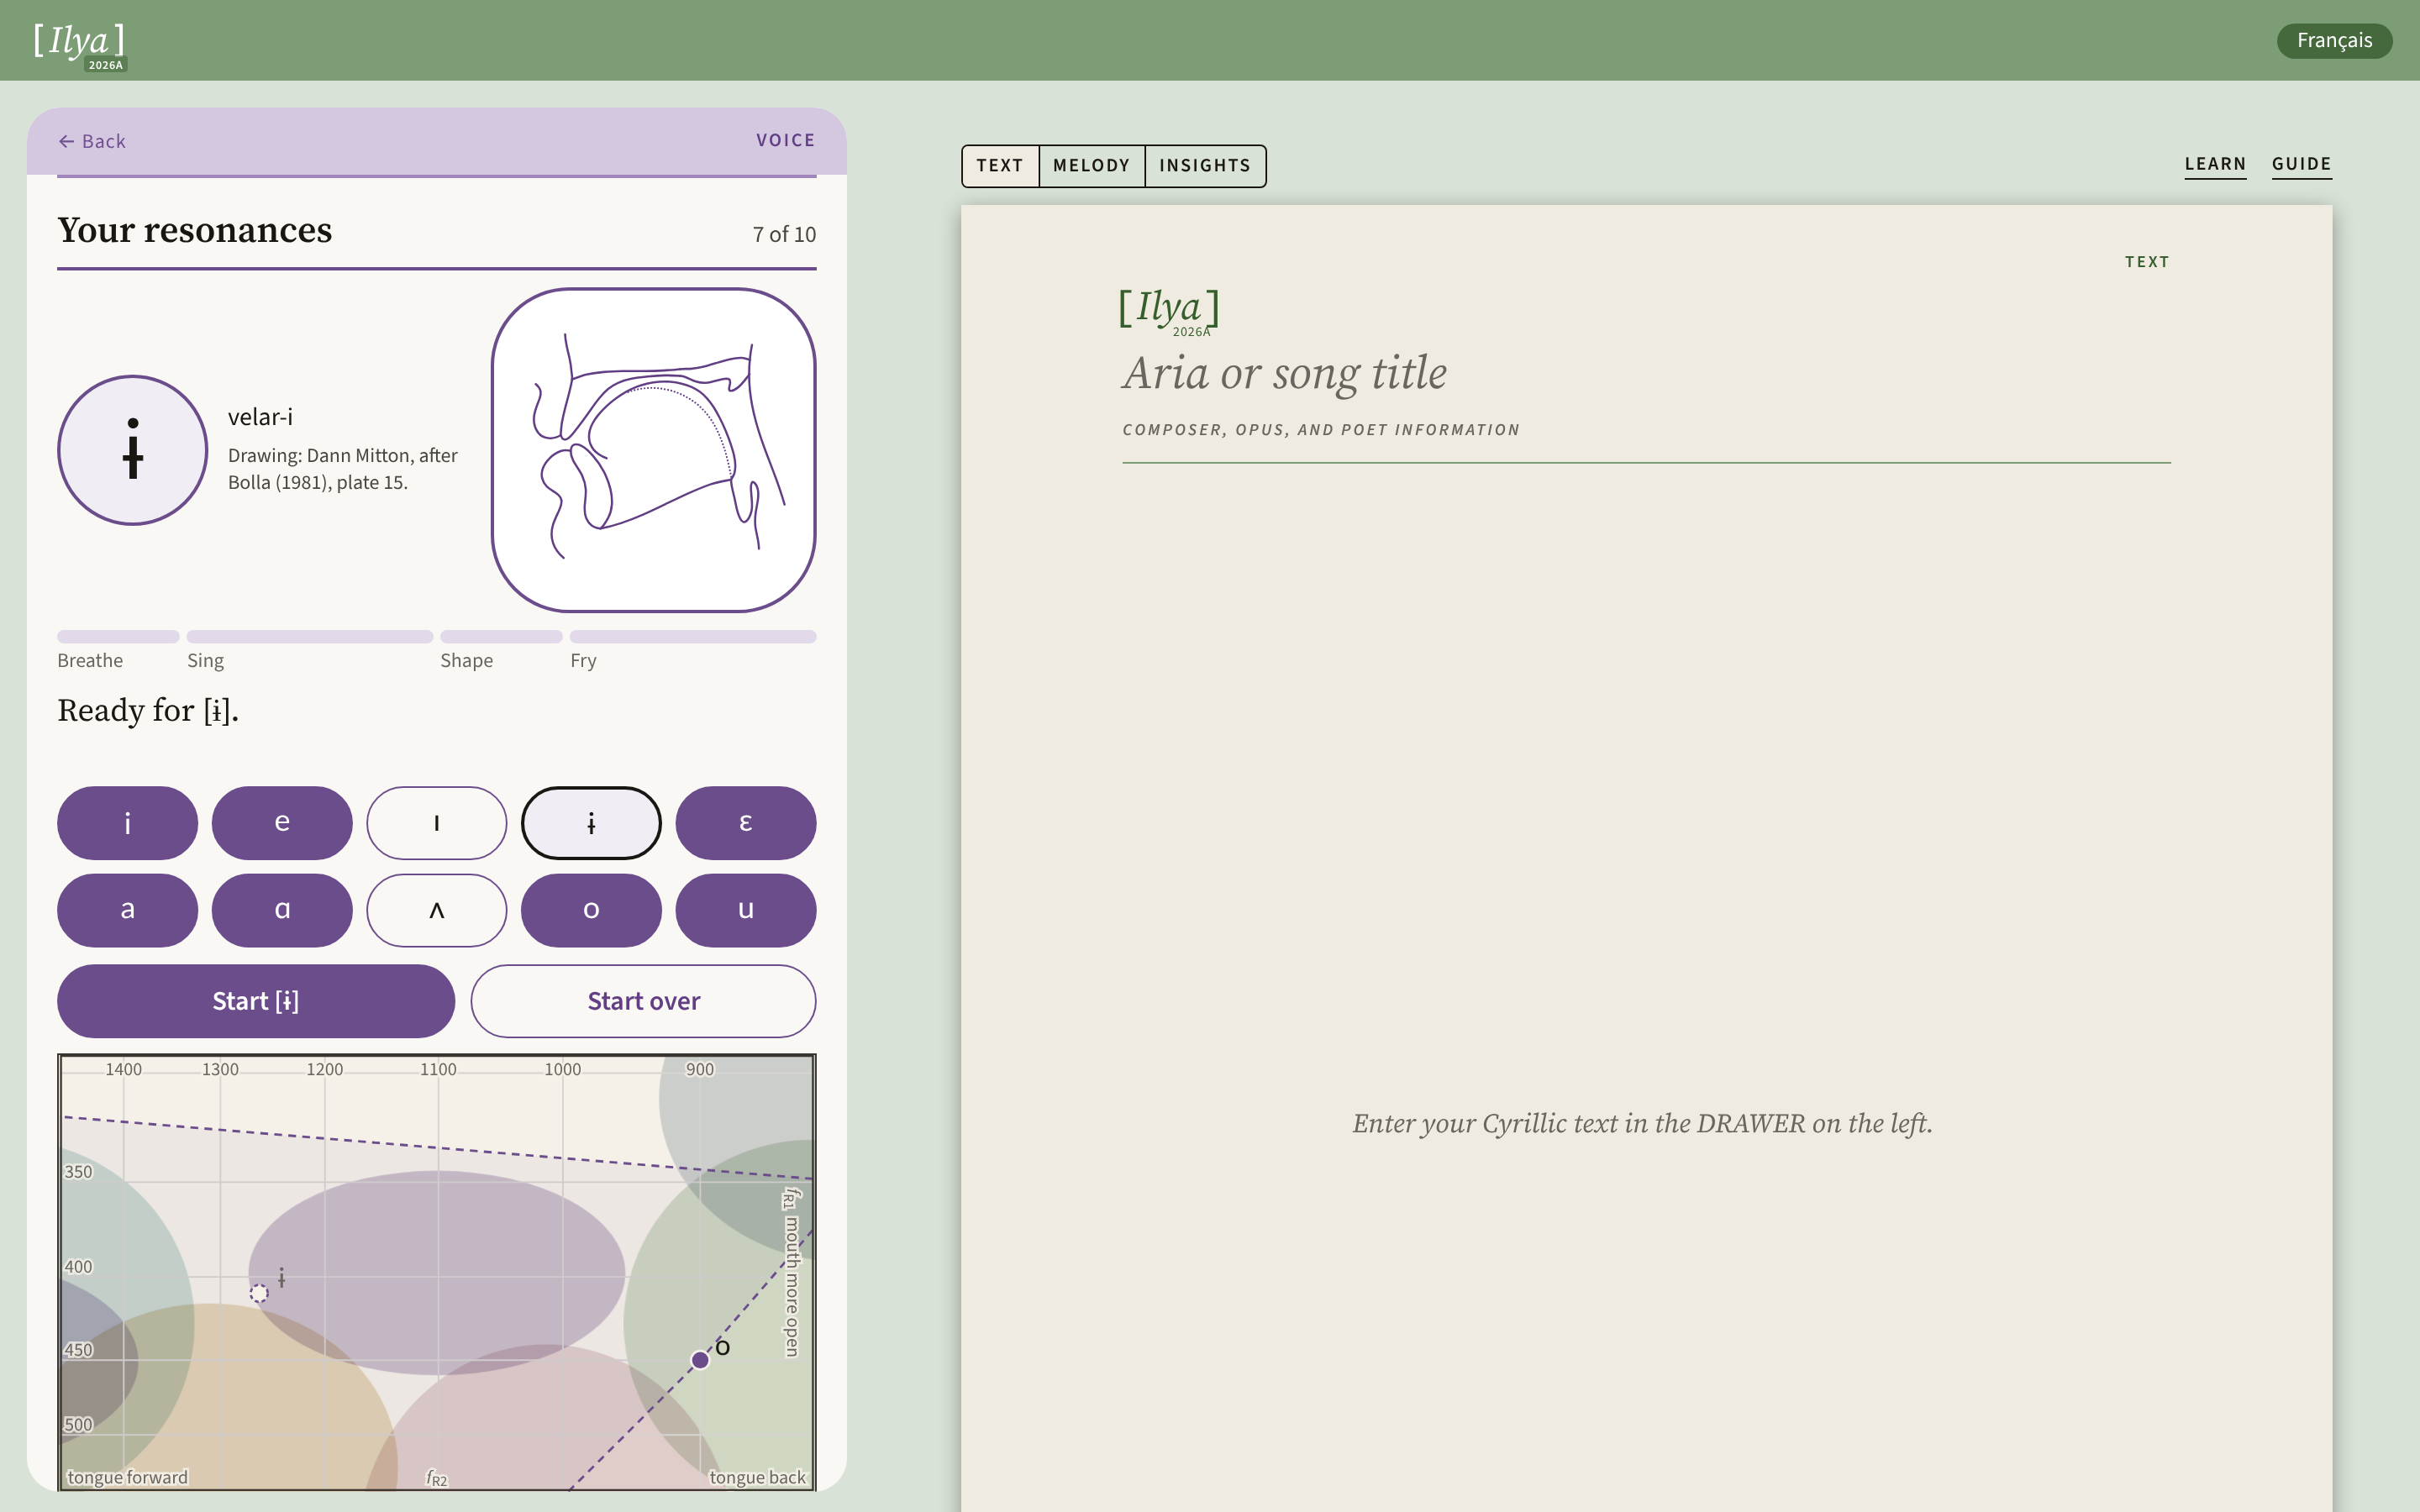 [Ilya]
2026A
Français
← Back
VOICE
Your resonances
7 of 10
ɨ
velar-i
Drawing: Dann Mitton, after
Bolla (1981), plate 15.
Breathe
Sing
Shape
Fry
Ready for [ɨ].
i
e
ɪ
ɨ
ɛ
a
ɑ
ʌ
o
u
Start [ɨ]
Start over
1400
1300
1200
1100
1000
900
350
400
450
500
ɨ
o
fR1 mouth more open
tongue forward
fR2
tongue back
TEXT
MELODY
INSIGHTS
LEARN
GUIDE
TEXT
[Ilya]
2026A
Aria or song title
COMPOSER, OPUS, AND POET INFORMATION
Enter your Cyrillic text in the DRAWER on the left.